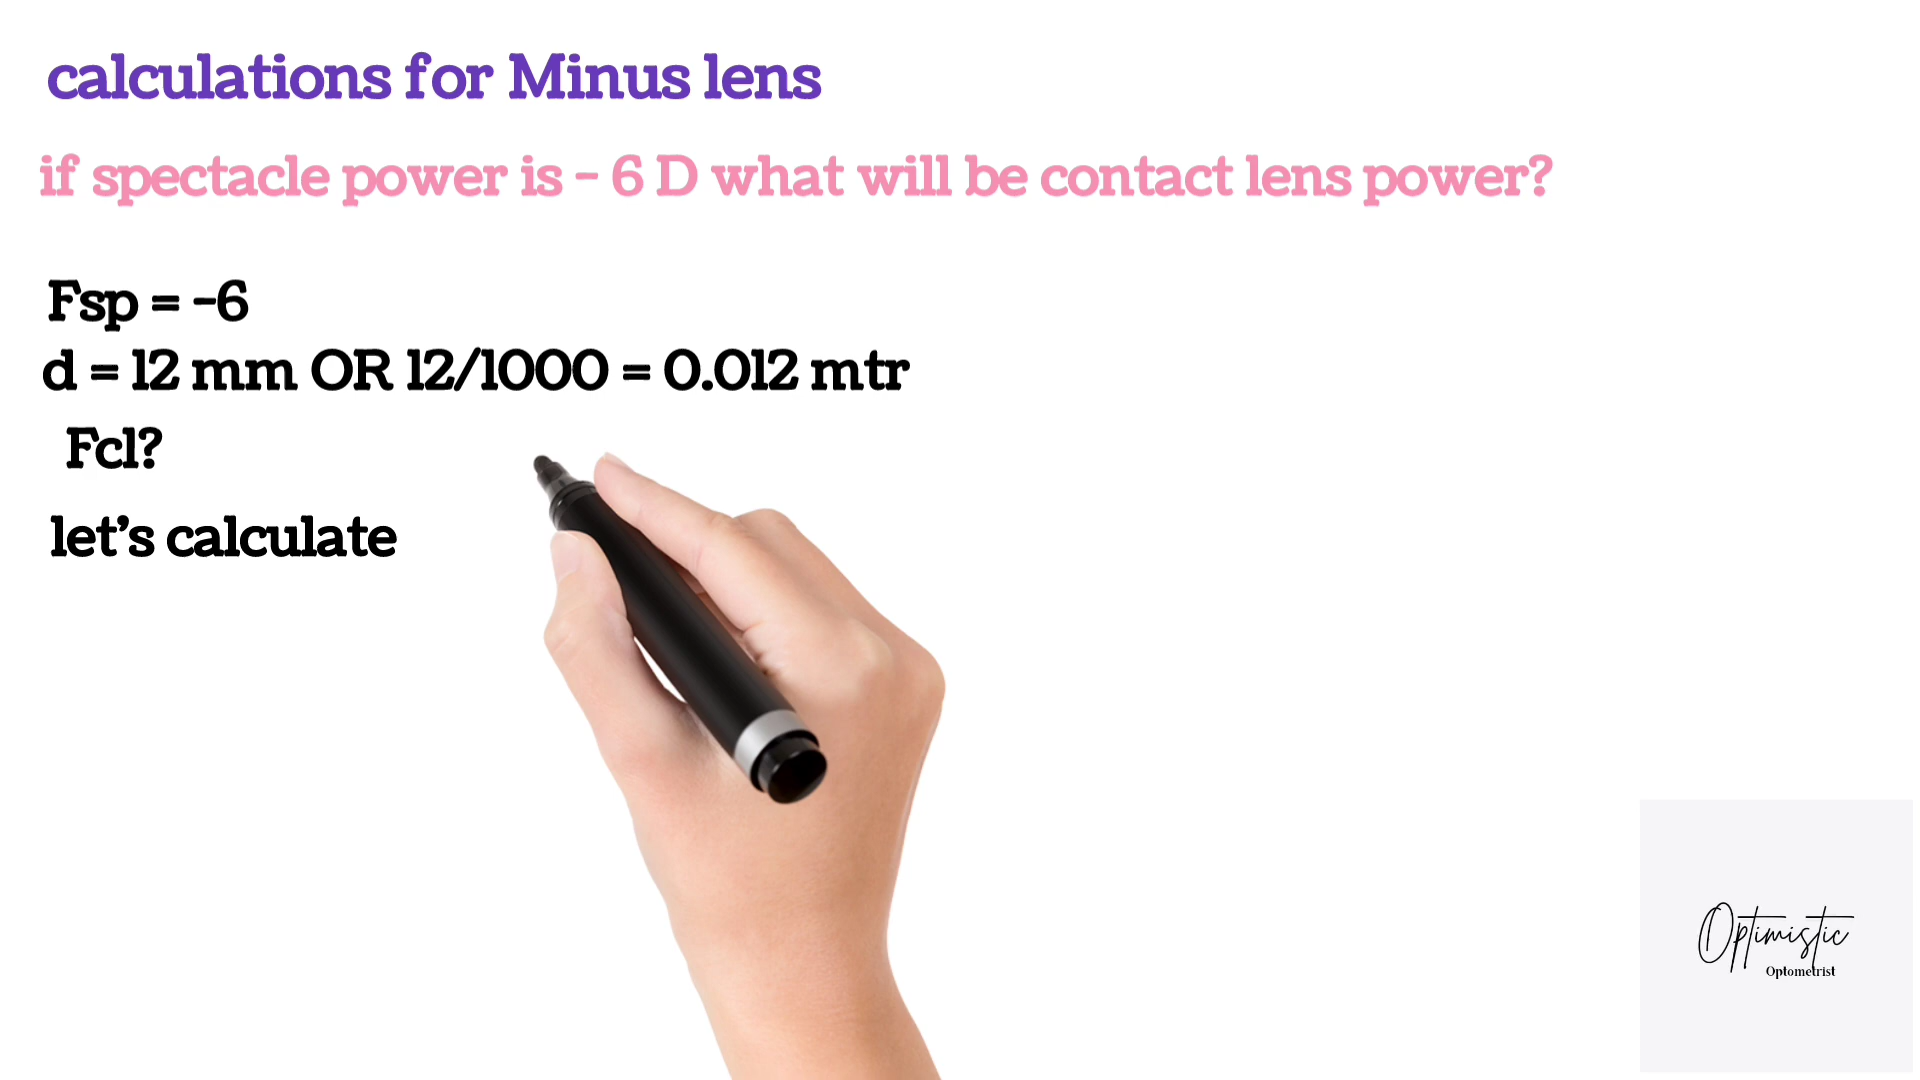 calculations for Minus lens
if spectacle power is - 6 D what will be contact lens power?
Fsp = -6
d = 12 mm OR 12/1000 = 0.012 mtr
Fcl?
let's calculate
Optimistic
Optometrist